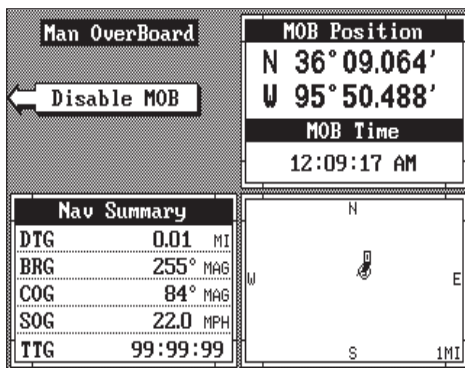 Man OverBoard
Disable MOB
MOB Position
N 36°09.064'
W 95°50.488'
MOB Time
12:09:17 AM
Nav Summary
DTG 0.01 MI
BRG 255° MAG
COG 84° MAG
SOG 22.0 MPH
TTG 99:99:99
N
W E
S 1MI